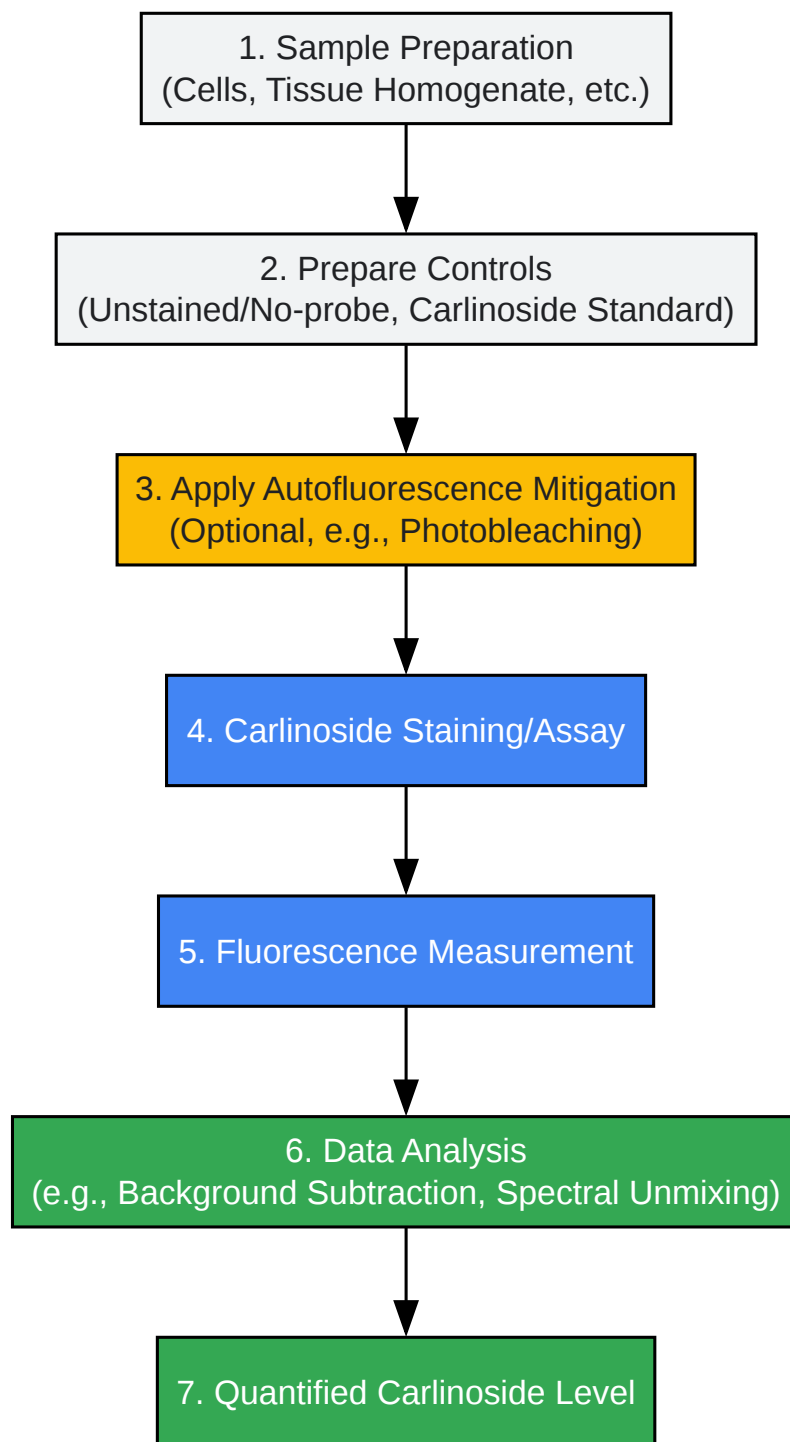 1. Sample Preparation
(Cells, Tissue Homogenate, etc.)
2. Prepare Controls
(Unstained/No-probe, Carlinoside Standard)
3. Apply Autofluorescence Mitigation
(Optional, e.g., Photobleaching)
4. Carlinoside Staining/Assay
5. Fluorescence Measurement
6. Data Analysis
(e.g., Background Subtraction, Spectral Unmixing)
7. Quantified Carlinoside Level